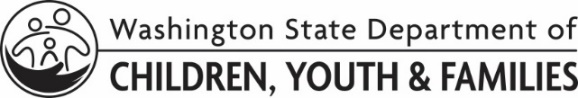 Washington State Department of
CHILDREN, YOUTH & FAMILIES